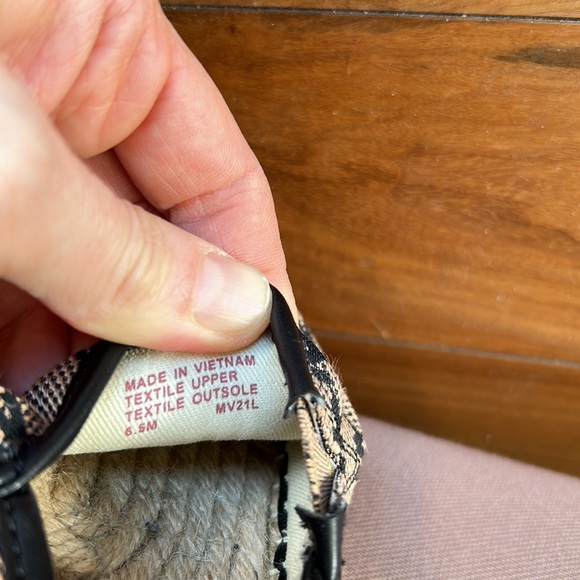 MADE IN VIETNAM
TEXTILE UPPER
TEXTILE OUTSOLE
MV21L
6.5M